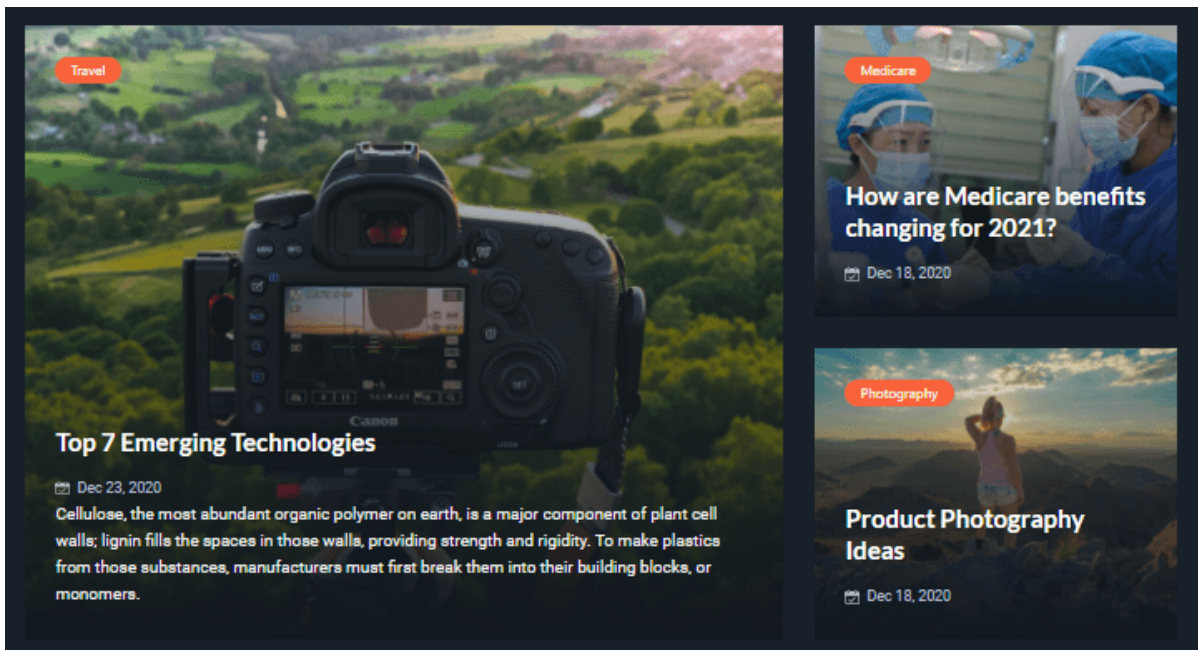 Travel
Top 7 Emerging Technologies
Dec 23, 2020
Cellulose, the most abundant organic polymer on earth, is a major component of plant cell
walls; lignin fills the spaces in those walls, providing strength and rigidity. To make plastics
from those substances, manufacturers must first break them into their building blocks, or
monomers.
Canon
Medicare
How are Medicare benefits
changing for 2021?
Dec 18, 2020
Photography
Product Photography
Ideas
Dec 18, 2020